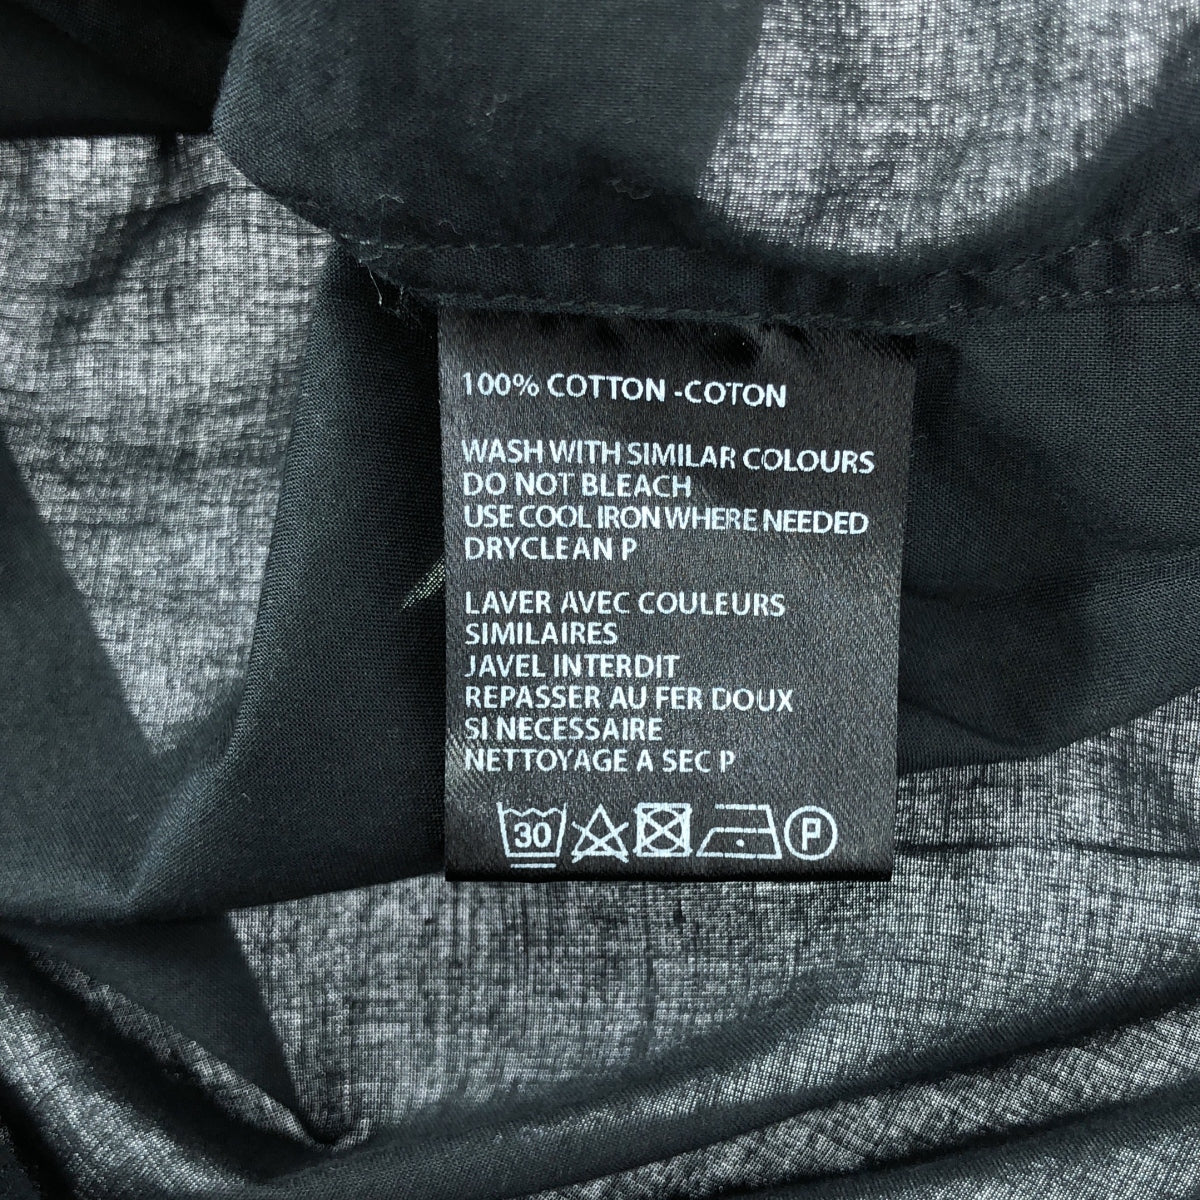 100% COTTON -COTON
WASH WITH SIMILAR COLOURS
DO NOT BLEACH
USE COOL IRON WHERE NEEDED
DRYCLEAN P
LAVER AVEC COULEURS
SIMILAIRES
JAVEL INTERDIT
REPASSER AU FER DOUX
SI NECESSAIRE
NETTOYAGE A SEC P
30 P